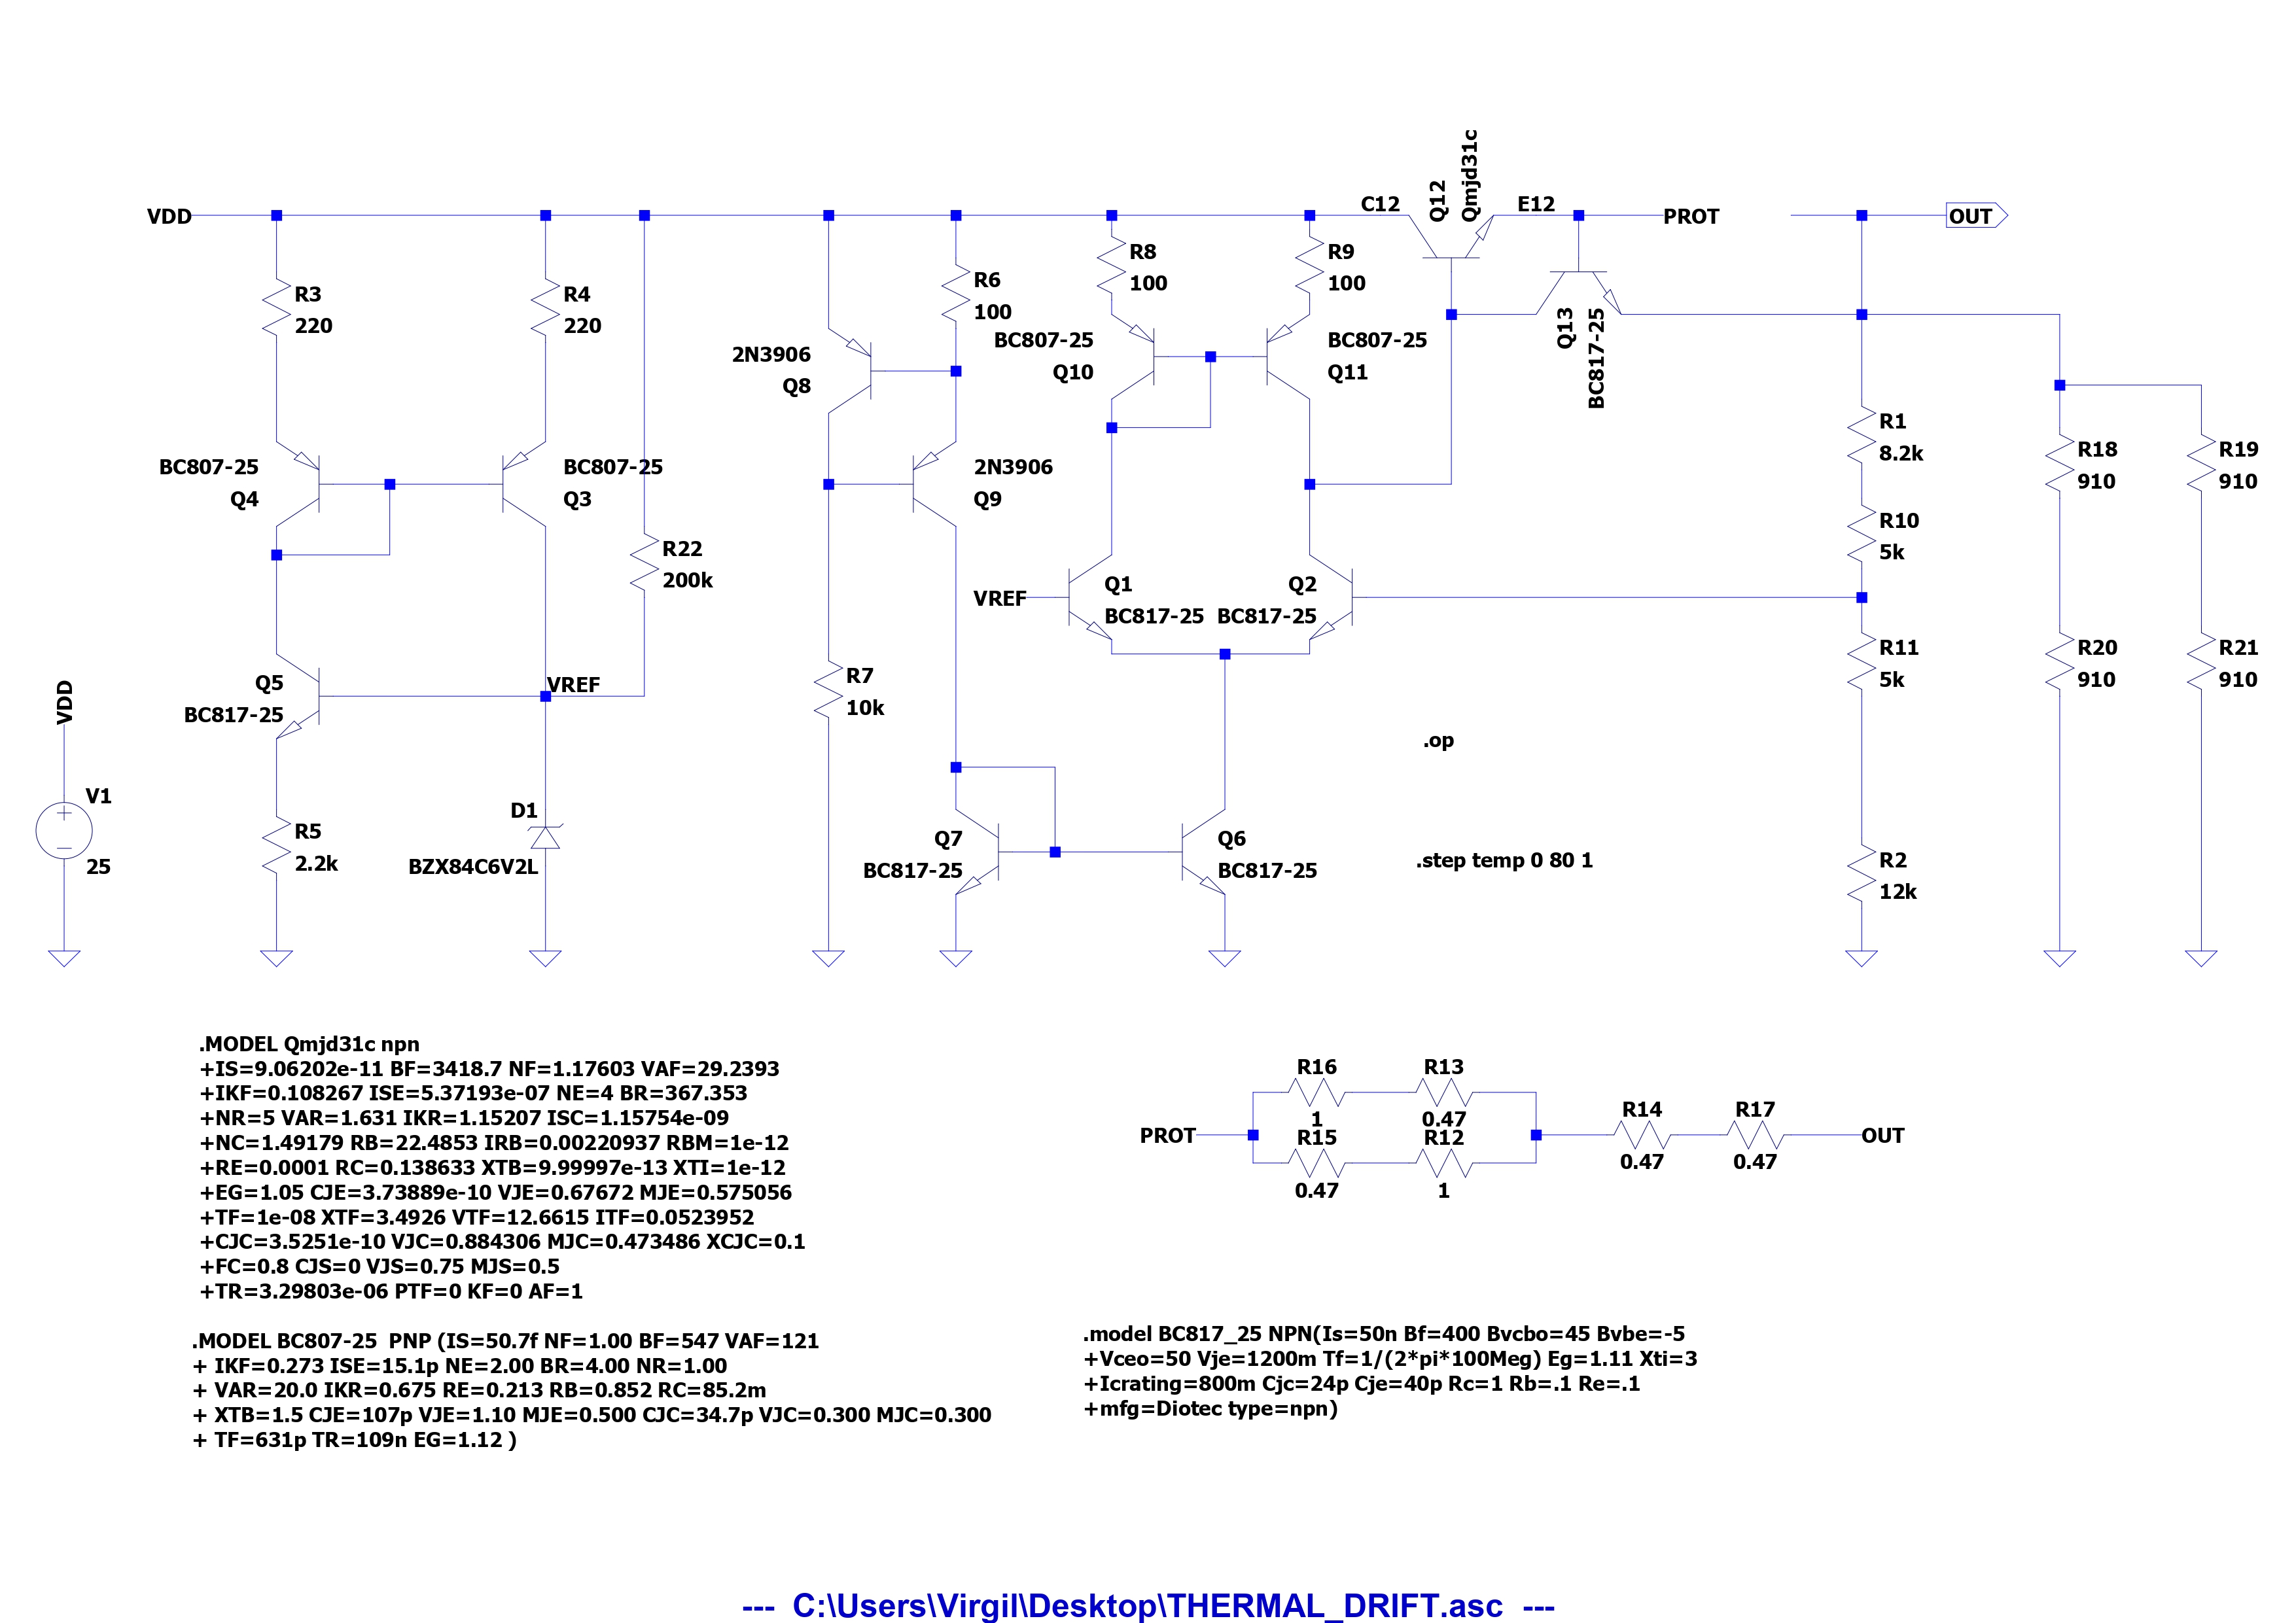 Q12
Qmjd31c
VDD
C12
E12
PROT
OUT
R8
100
R9
100
R6
100
R3
220
R4
220
Q13
BC817-25
BC807-25
Q10
BC807-25
Q11
2N3906
Q8
R1
8.2k
R18
910
R19
910
BC807-25
Q4
BC807-25
Q3
2N3906
Q9
R10
5k
R22
200k
VREF
Q1
BC817-25
Q2
BC817-25
R11
5k
R20
910
R21
910
VDD
Q5
BC817-25
VREF
R7
10k
.op
V1
25
R5
2.2k
D1
BZX84C6V2L
Q7
BC817-25
Q6
BC817-25
.step temp 0 80 1
R2
12k
.MODEL Qmjd31c npn
+IS=9.06202e-11 BF=3418.7 NF=1.17603 VAF=29.2393
+IKF=0.108267 ISE=5.37193e-07 NE=4 BR=367.353
+NR=5 VAR=1.631 IKR=1.15207 ISC=1.15754e-09
+NC=1.49179 RB=22.4853 IRB=0.00220937 RBM=1e-12
+RE=0.0001 RC=0.138633 XTB=9.99997e-13 XTI=1e-12
+EG=1.05 CJE=3.73889e-10 VJE=0.67672 MJE=0.575056
+TF=1e-08 XTF=3.4926 VTF=12.6615 ITF=0.0523952
+CJC=3.5251e-10 VJC=0.884306 MJC=0.473486 XCJC=0.1
+FC=0.8 CJS=0 VJS=0.75 MJS=0.5
+TR=3.29803e-06 PTF=0 KF=0 AF=1
R16
1
R13
0.47
PROT
R15
0.47
R12
1
R14
0.47
R17
0.47
OUT
.MODEL BC807-25 PNP (IS=50.7f NF=1.00 BF=547 VAF=121
+ IKF=0.273 ISE=15.1p NE=2.00 BR=4.00 NR=1.00
+ VAR=20.0 IKR=0.675 RE=0.213 RB=0.852 RC=85.2m
+ XTB=1.5 CJE=107p VJE=1.10 MJE=0.500 CJC=34.7p VJC=0.300 MJC=0.300
+ TF=631p TR=109n EG=1.12 )
.model BC817_25 NPN(Is=50n Bf=400 Bvcbo=45 Bvbe=-5
+Vceo=50 Vje=1200m Tf=1/(2*pi*100Meg) Eg=1.11 Xti=3
+Icrating=800m Cjc=24p Cje=40p Rc=1 Rb=.1 Re=.1
+mfg=Diotec type=npn)
--- C:\Users\Virgil\Desktop\THERMAL_DRIFT.asc ---